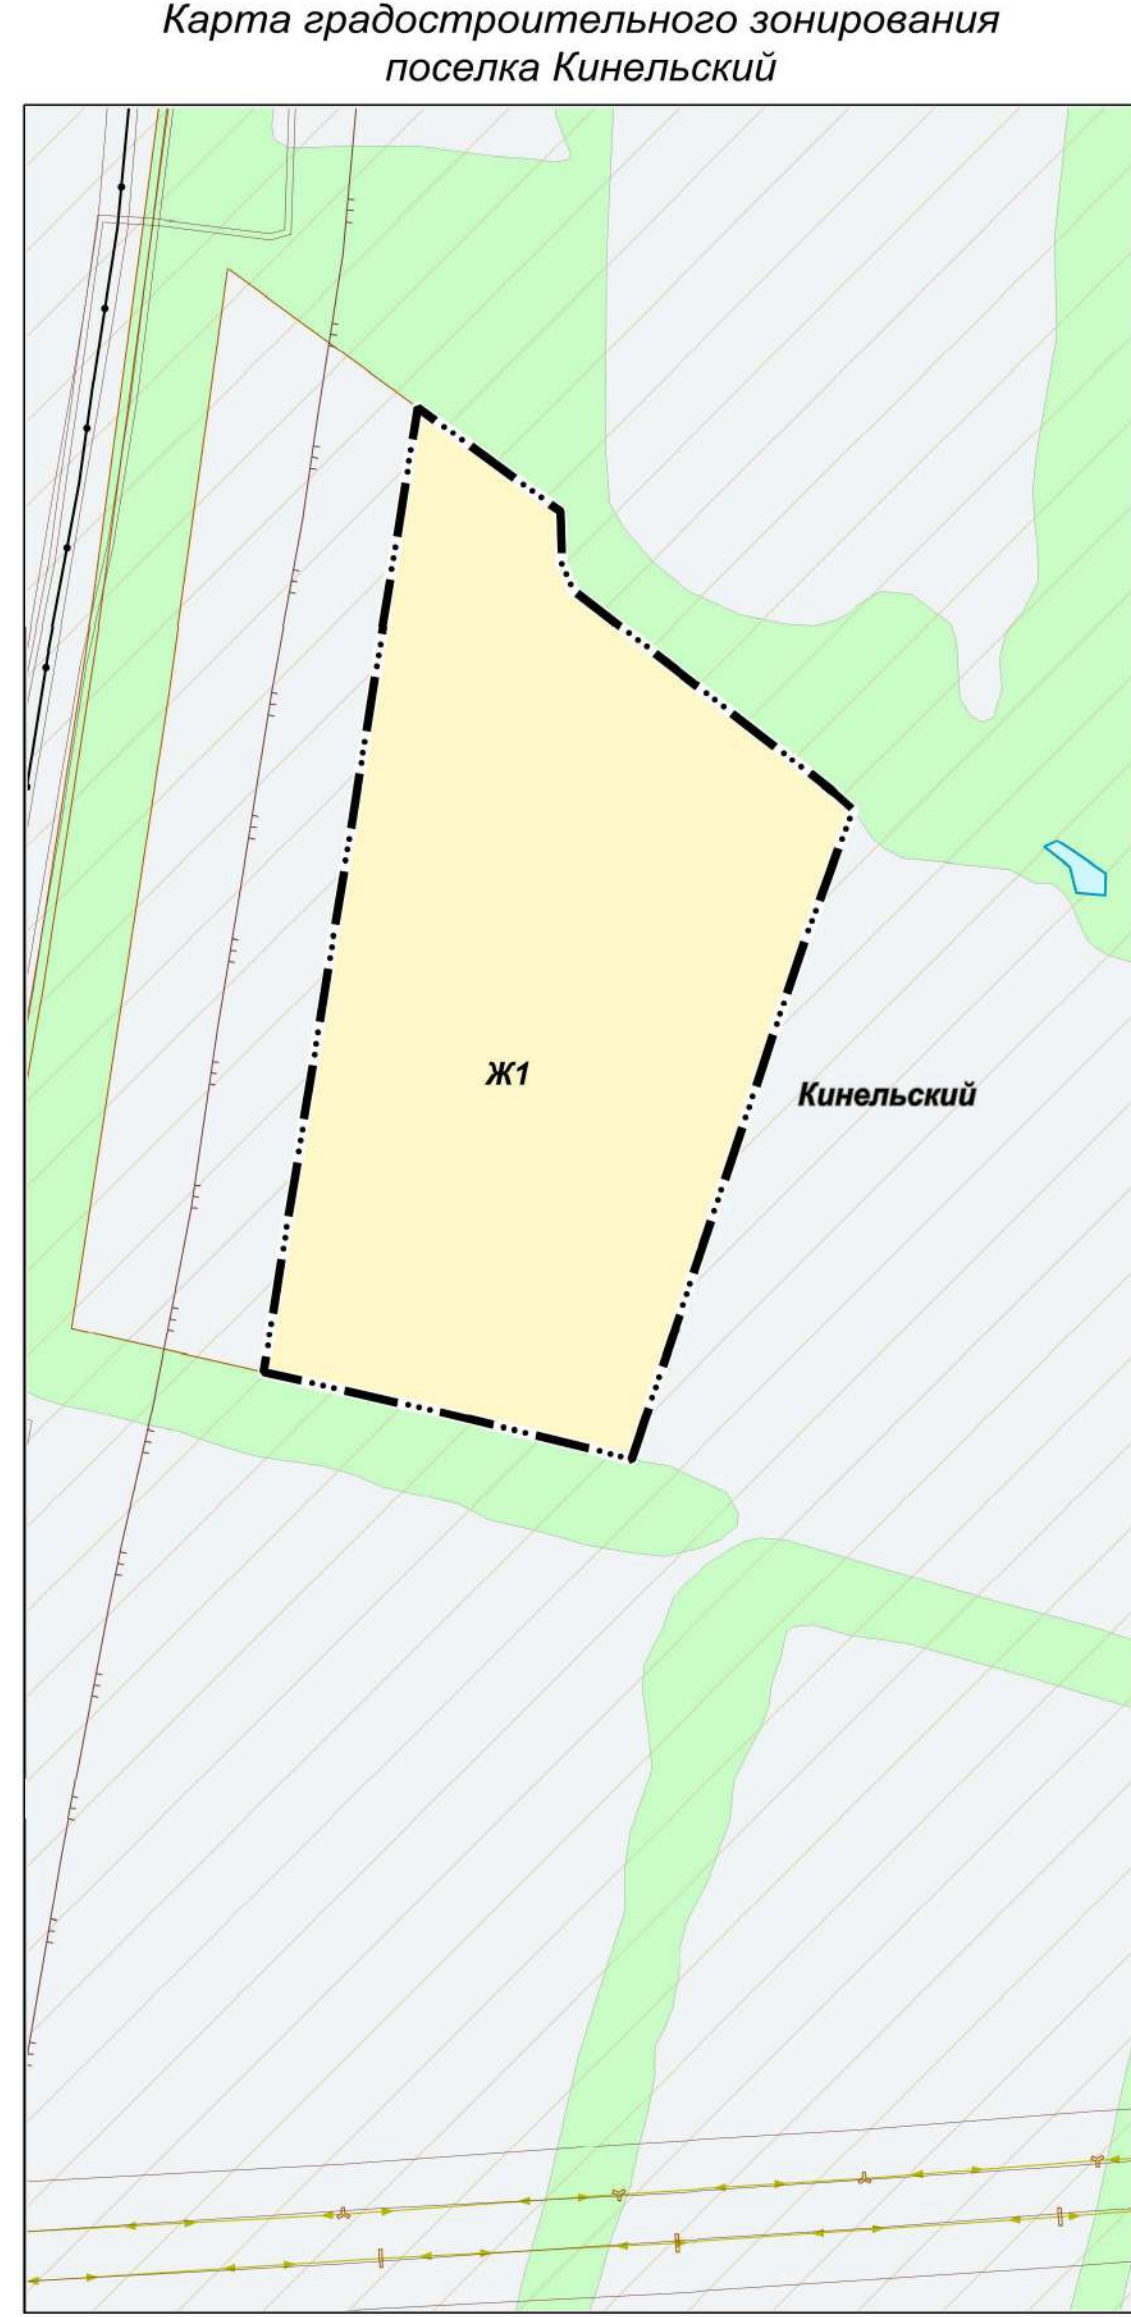 Карта градостроительного зонирования
поселка Кинельский
Ж1
Кинельский